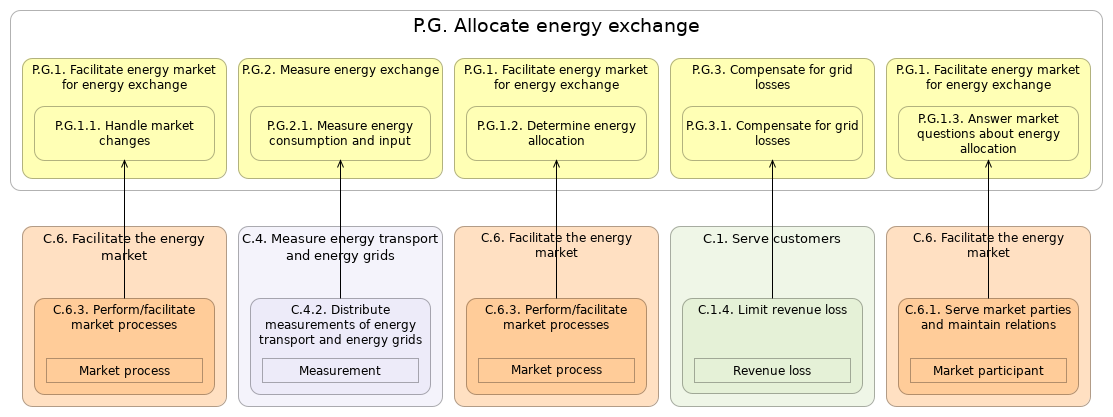 P.G. Allocate energy exchange
P.G.1. Facilitate energy market
for energy exchange
P.G.1.1. Handle market
changes
P.G.2. Measure energy exchange
P.G.2.1. Measure energy
consumption and input
P.G.1. Facilitate energy market
for energy exchange
P.G.1.2. Determine energy
allocation
P.G.3. Compensate for grid
losses
P.G.3.1. Compensate for grid
losses
P.G.1. Facilitate energy market
for energy exchange
P.G.1.3. Answer market
questions about energy
allocation
C.6. Facilitate the energy
market
C.6.3. Perform/facilitate
market processes
Market process
C.4. Measure energy transport
and energy grids
C.4.2. Distribute
measurements of energy
transport and energy grids
Measurement
C.6. Facilitate the energy
market
C.6.3. Perform/facilitate
market processes
Market process
C.1. Serve customers
C.1.4. Limit revenue loss
Revenue loss
C.6. Facilitate the energy
market
C.6.1. Serve market parties
and maintain relations
Market participant